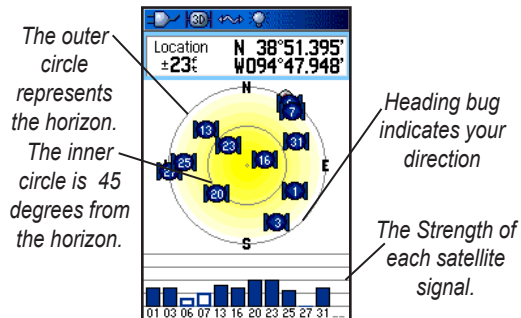 The outer
circle
represents
the horizon.
The inner
circle is 45
degrees from
the horizon.
3D
Location N 38°51.395'
±23 W094°47.948'
N
7
13
31
23
16
25
E
20
1
3
S
Heading bug
indicates your
direction
The Strength of
each satellite
signal.
01 03 06 07 13 16 20 23 25 27 31